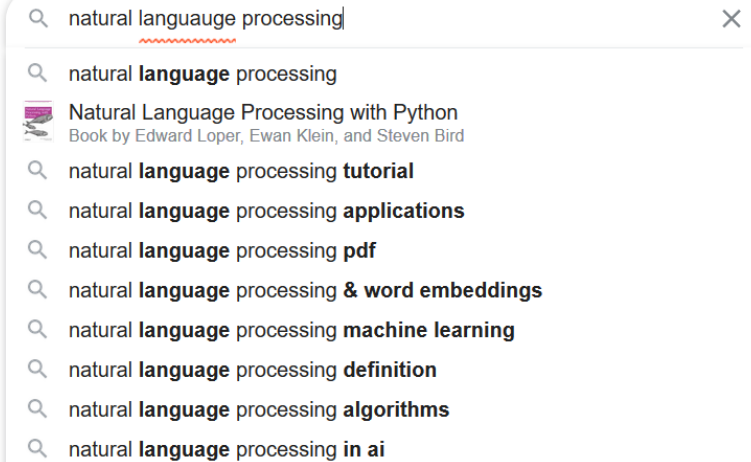 natural languauge processing
natural language processing
Natural Language Processing with Python
Book by Edward Loper, Ewan Klein, and Steven Bird
natural language processing tutorial
natural language processing applications
natural language processing pdf
natural language processing & word embeddings
natural language processing machine learning
natural language processing definition
natural language processing algorithms
natural language processing in ai